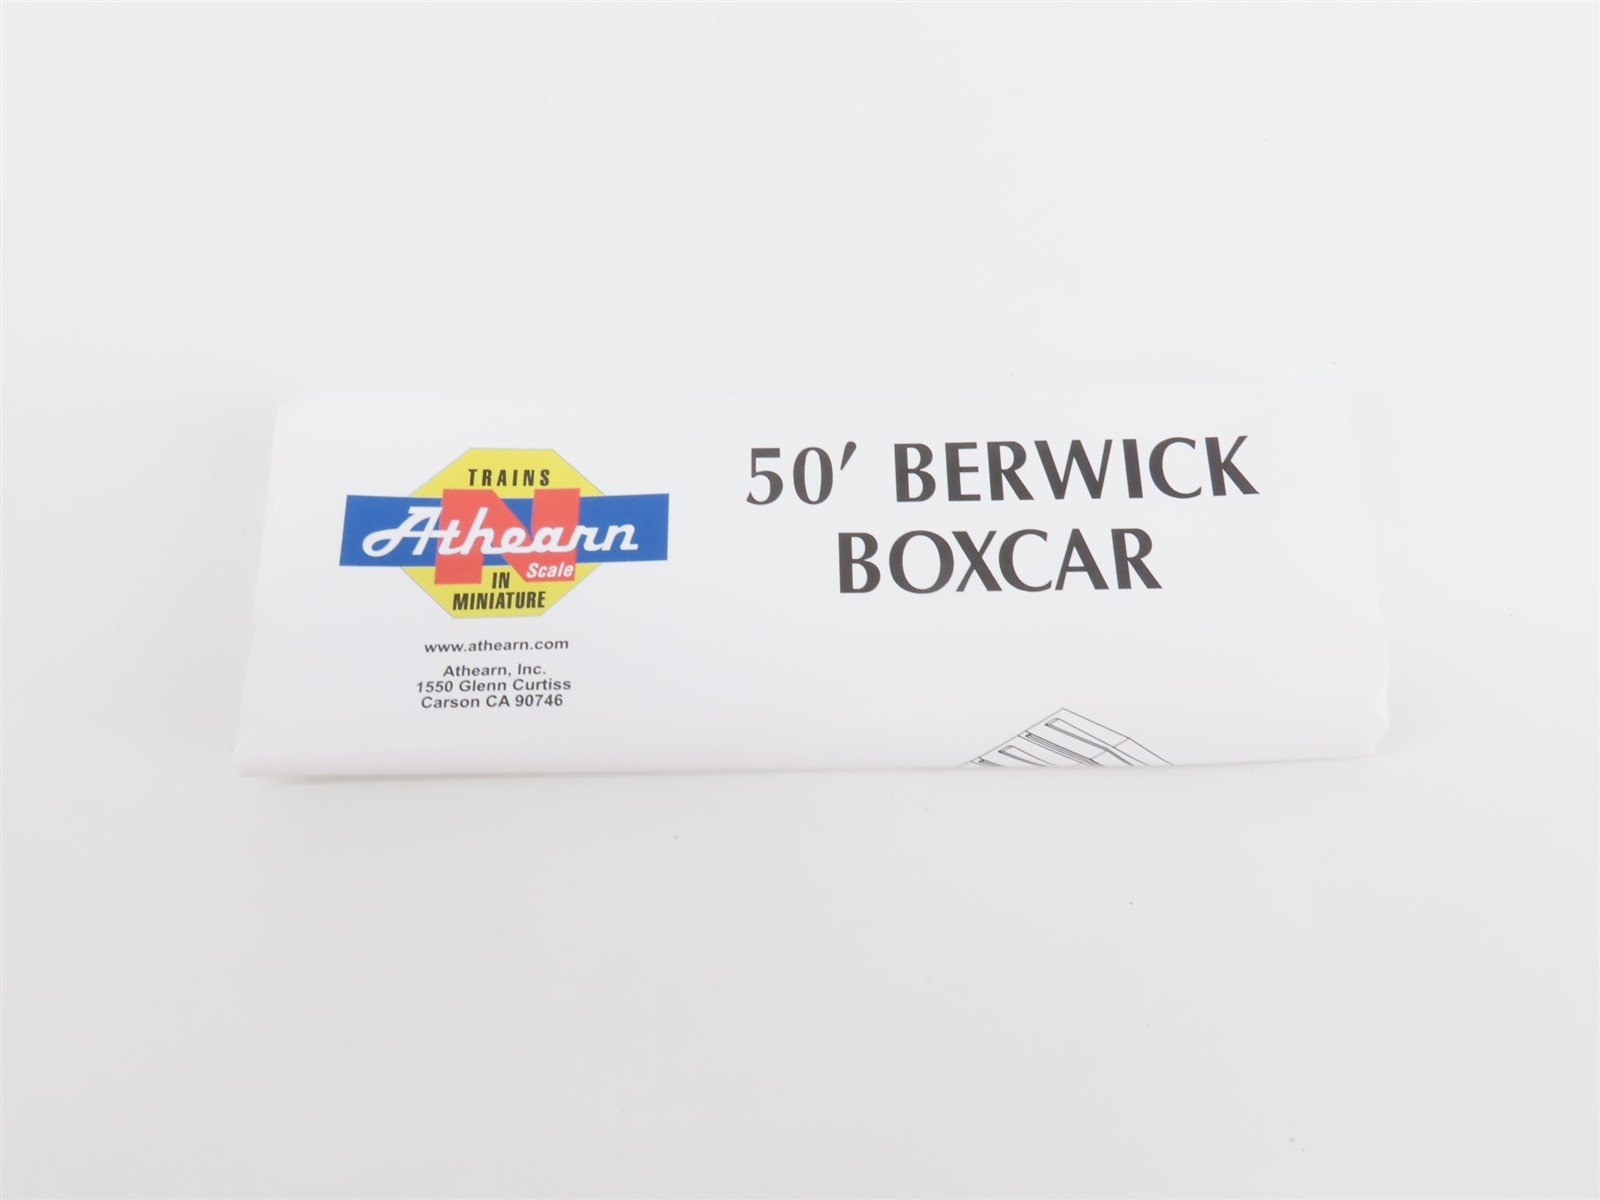 TRAINS
N
Athearn
Scale
IN
MINIATURE
www.athearn.com
Athearn, Inc.
1550 Glenn Curtiss
Carson CA 90746
50' BERWICK
BOXCAR